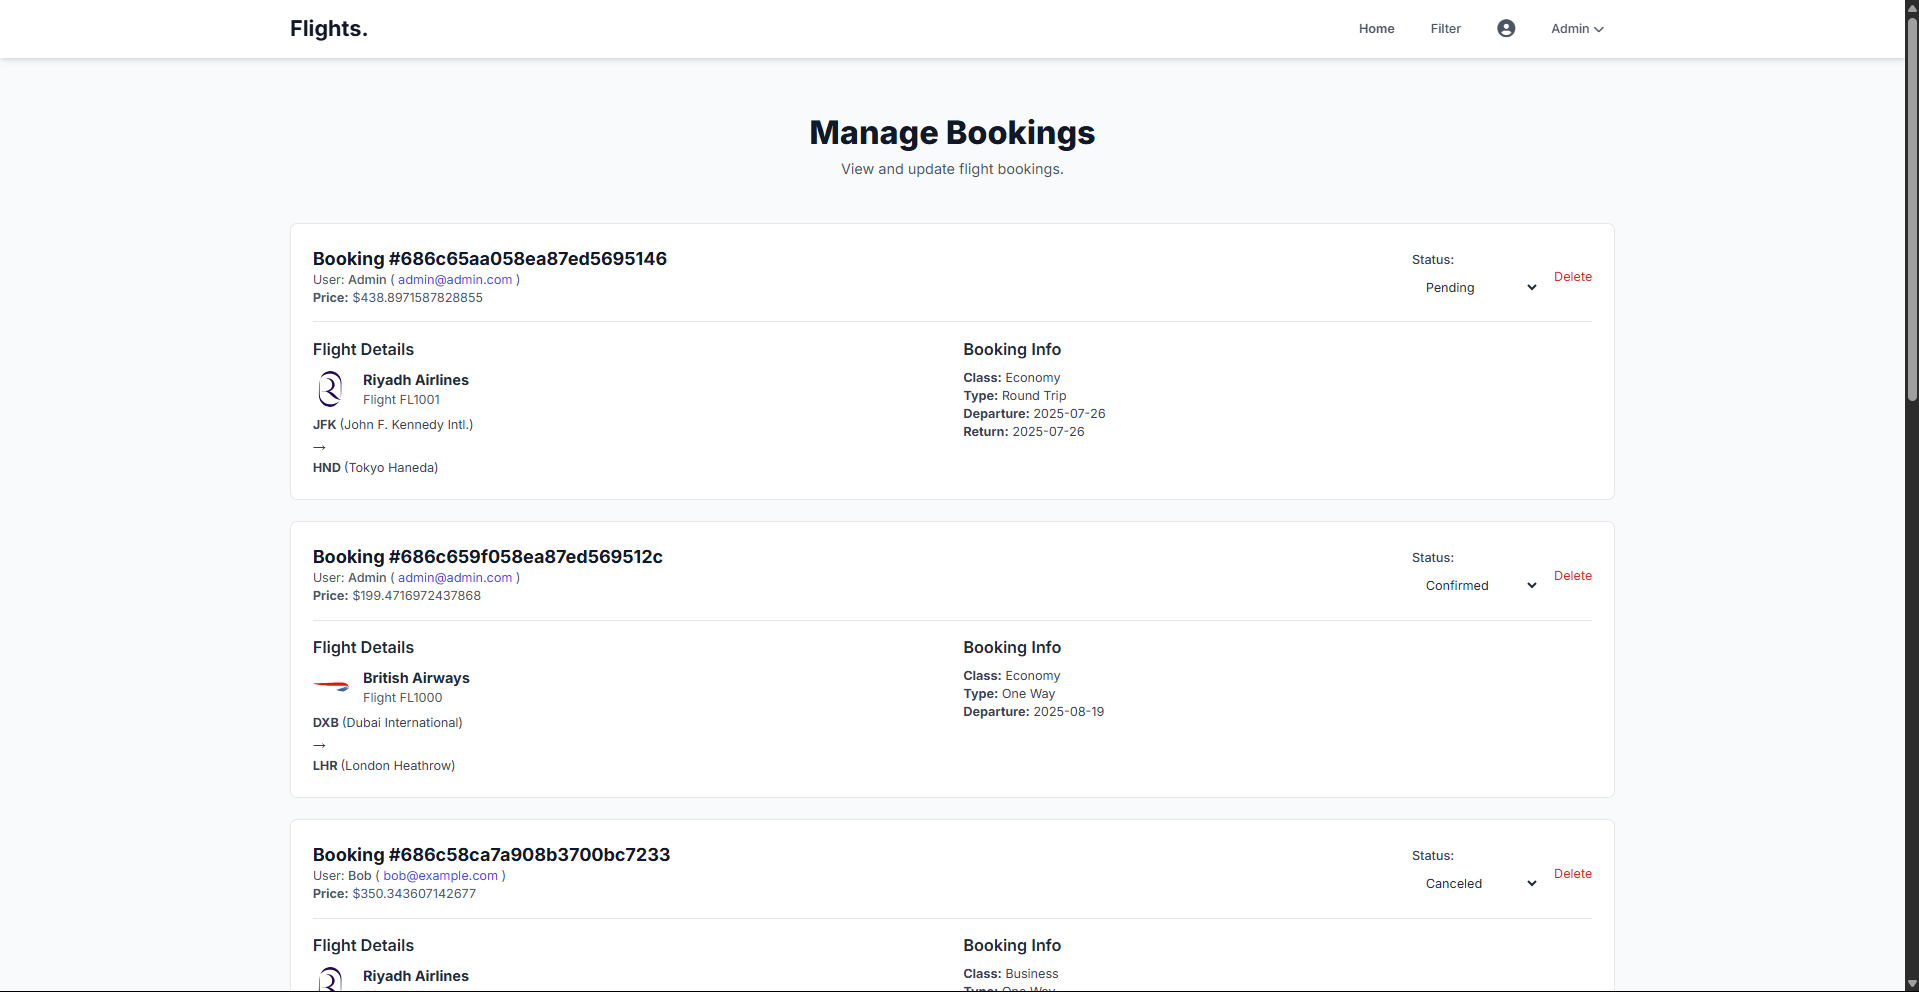 Flights.
Home Filter Admin
Manage Bookings
View and update flight bookings.
Booking #686c65aa058ea87ed5695146
User: Admin ( admin@admin.com )
Price: $438.8971587828855
Status:
Pending
Delete
Flight Details
Riyadh Airlines
Flight FL1001
JFK (John F. Kennedy Intl.)
→
HND (Tokyo Haneda)
Booking Info
Class: Economy
Type: Round Trip
Departure: 2025-07-26
Return: 2025-07-26
Booking #686c659f058ea87ed569512c
User: Admin ( admin@admin.com )
Price: $199.4716972437868
Status:
Confirmed
Delete
Flight Details
British Airways
Flight FL1000
DXB (Dubai International)
→
LHR (London Heathrow)
Booking Info
Class: Economy
Type: One Way
Departure: 2025-08-19
Booking #686c58ca7a908b3700bc7233
User: Bob ( bob@example.com )
Price: $350.343607142677
Status:
Canceled
Delete
Flight Details
Riyadh Airlines
Booking Info
Class: Business
Type: One Way